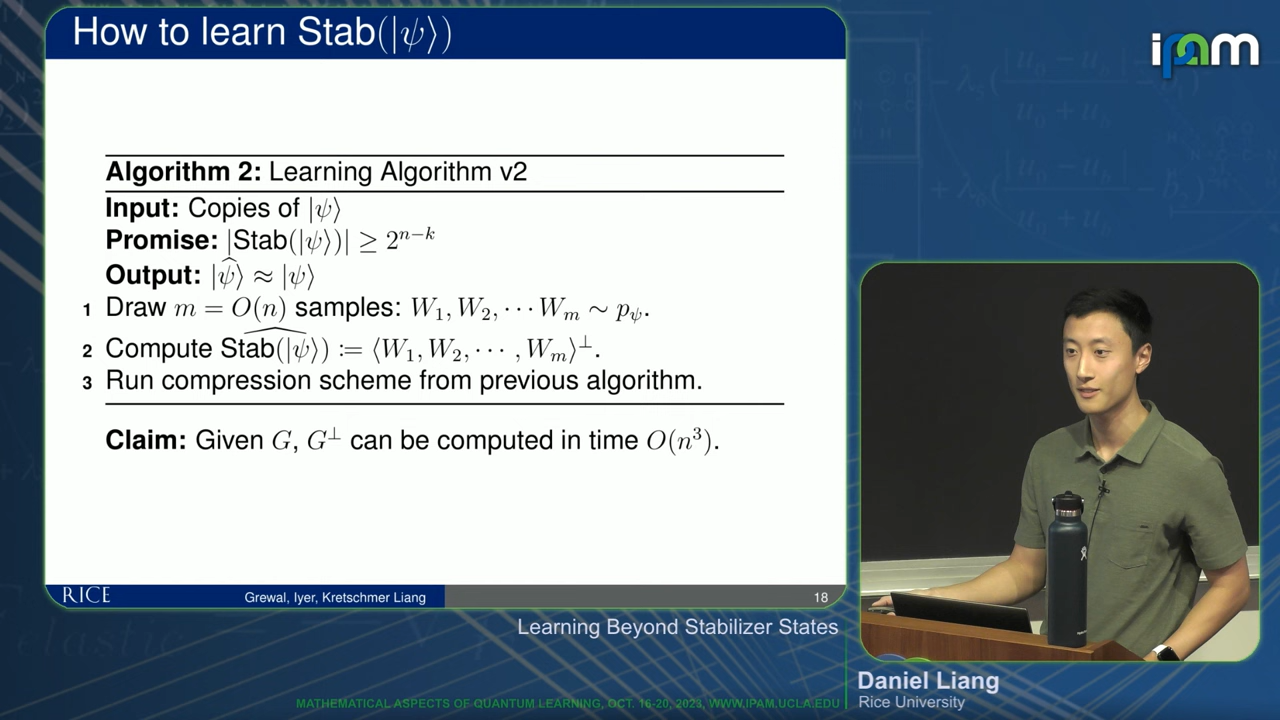 How to learn Stab(|ψ⟩)
ipam
Algorithm 2: Learning Algorithm v2
Input: Copies of |ψ⟩
Promise: |Stab(|ψ⟩)| ≥ 2^{n−k}
Output: |\widehat{ψ}⟩ ≈ |ψ⟩
1 Draw m = O(n) samples: W_1, W_2, ⋯ W_m ∼ p_ψ.
2 Compute \widehat{Stab(|ψ⟩)} := ⟨W_1, W_2, ⋯ , W_m⟩^⊥.
3 Run compression scheme from previous algorithm.
Claim: Given G, G^⊥ can be computed in time O(n^3).
RICE
Grewal, Iyer, Kretschmer Liang
18
Learning Beyond Stabilizer States
Daniel Liang
Rice University
MATHEMATICAL ASPECTS OF QUANTUM LEARNING, OCT. 16-20, 2023, WWW.IPAM.UCLA.EDU